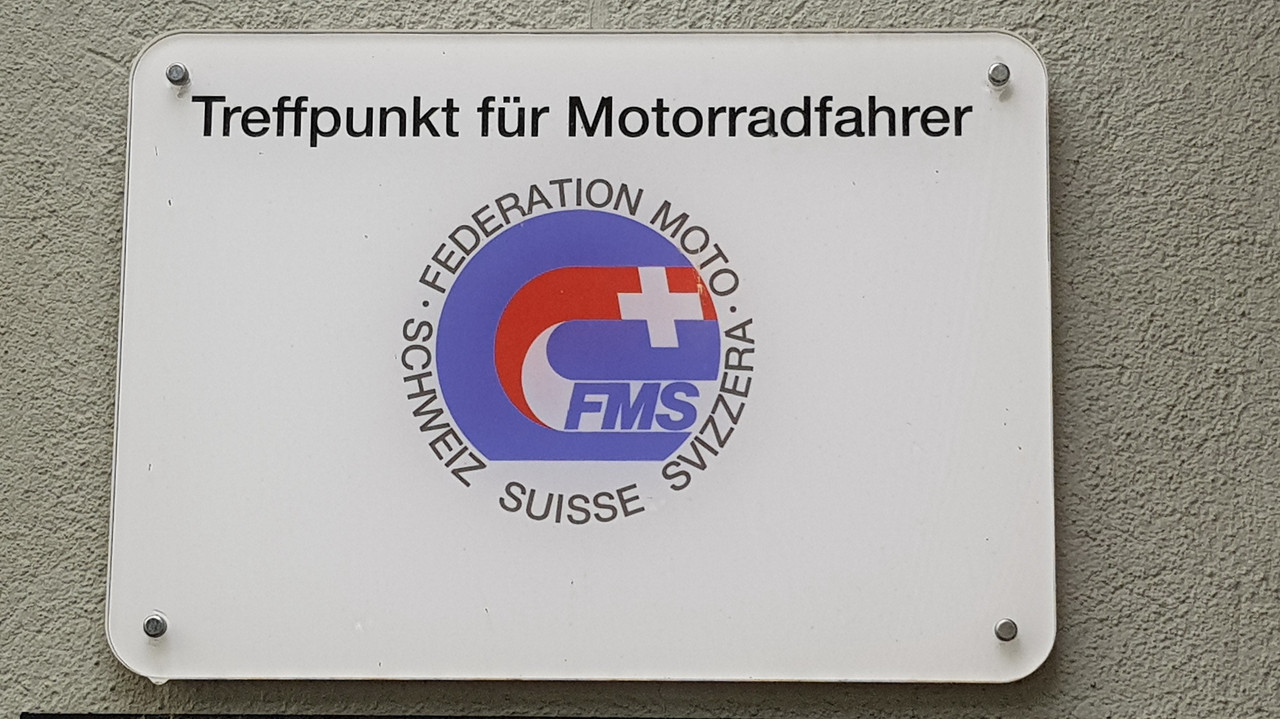 Treffpunkt für Motorradfahrer
· FEDERATION MOTO ·
SCHWEIZ SUISSE SVIZZERA
FMS